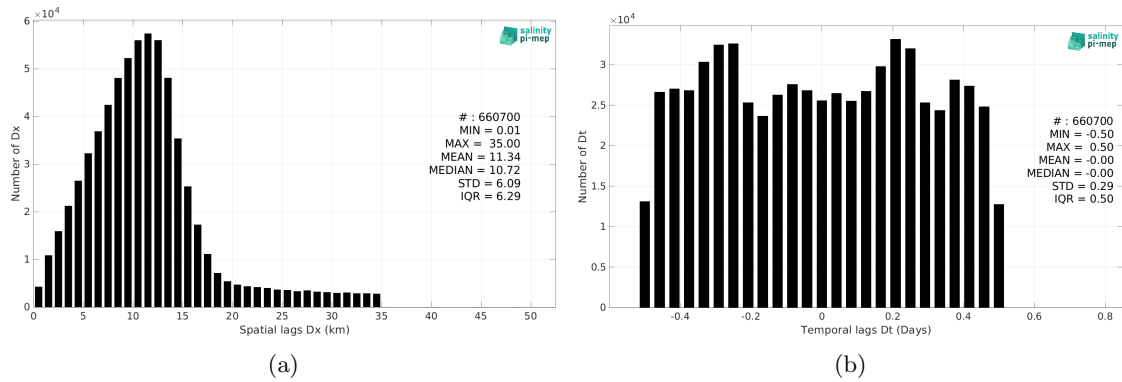 ×10⁴
6
5
4
3
2
1
0
Number of Dx
salinity
pi-mep
# : 660700
MIN = 0.01
MAX = 35.00
MEAN = 11.34
MEDIAN = 10.72
STD = 6.09
IQR = 6.29
0 5 10 15 20 25 30 35 40 45 50
Spatial lags Dx (km)
(a)
×10⁴
3
2.5
2
1.5
1
0.5
0
Number of Dt
salinity
pi-mep
# : 660700
MIN = -0.50
MAX = 0.50
MEAN = -0.00
MEDIAN = -0.00
STD = 0.29
IQR = 0.50
-0.4 -0.2 0 0.2 0.4 0.6 0.8
Temporal lags Dt (Days)
(b)